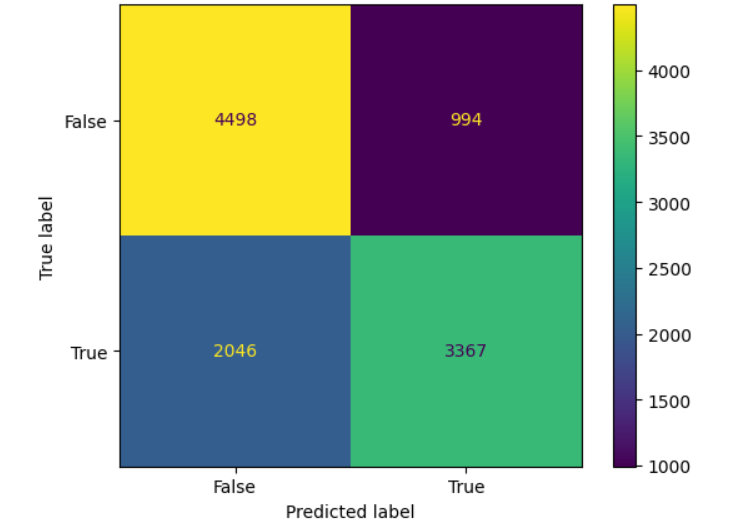 False
4498
994
True
2046
3367
False
True
Predicted label
True label
4000
3500
3000
2500
2000
1500
1000